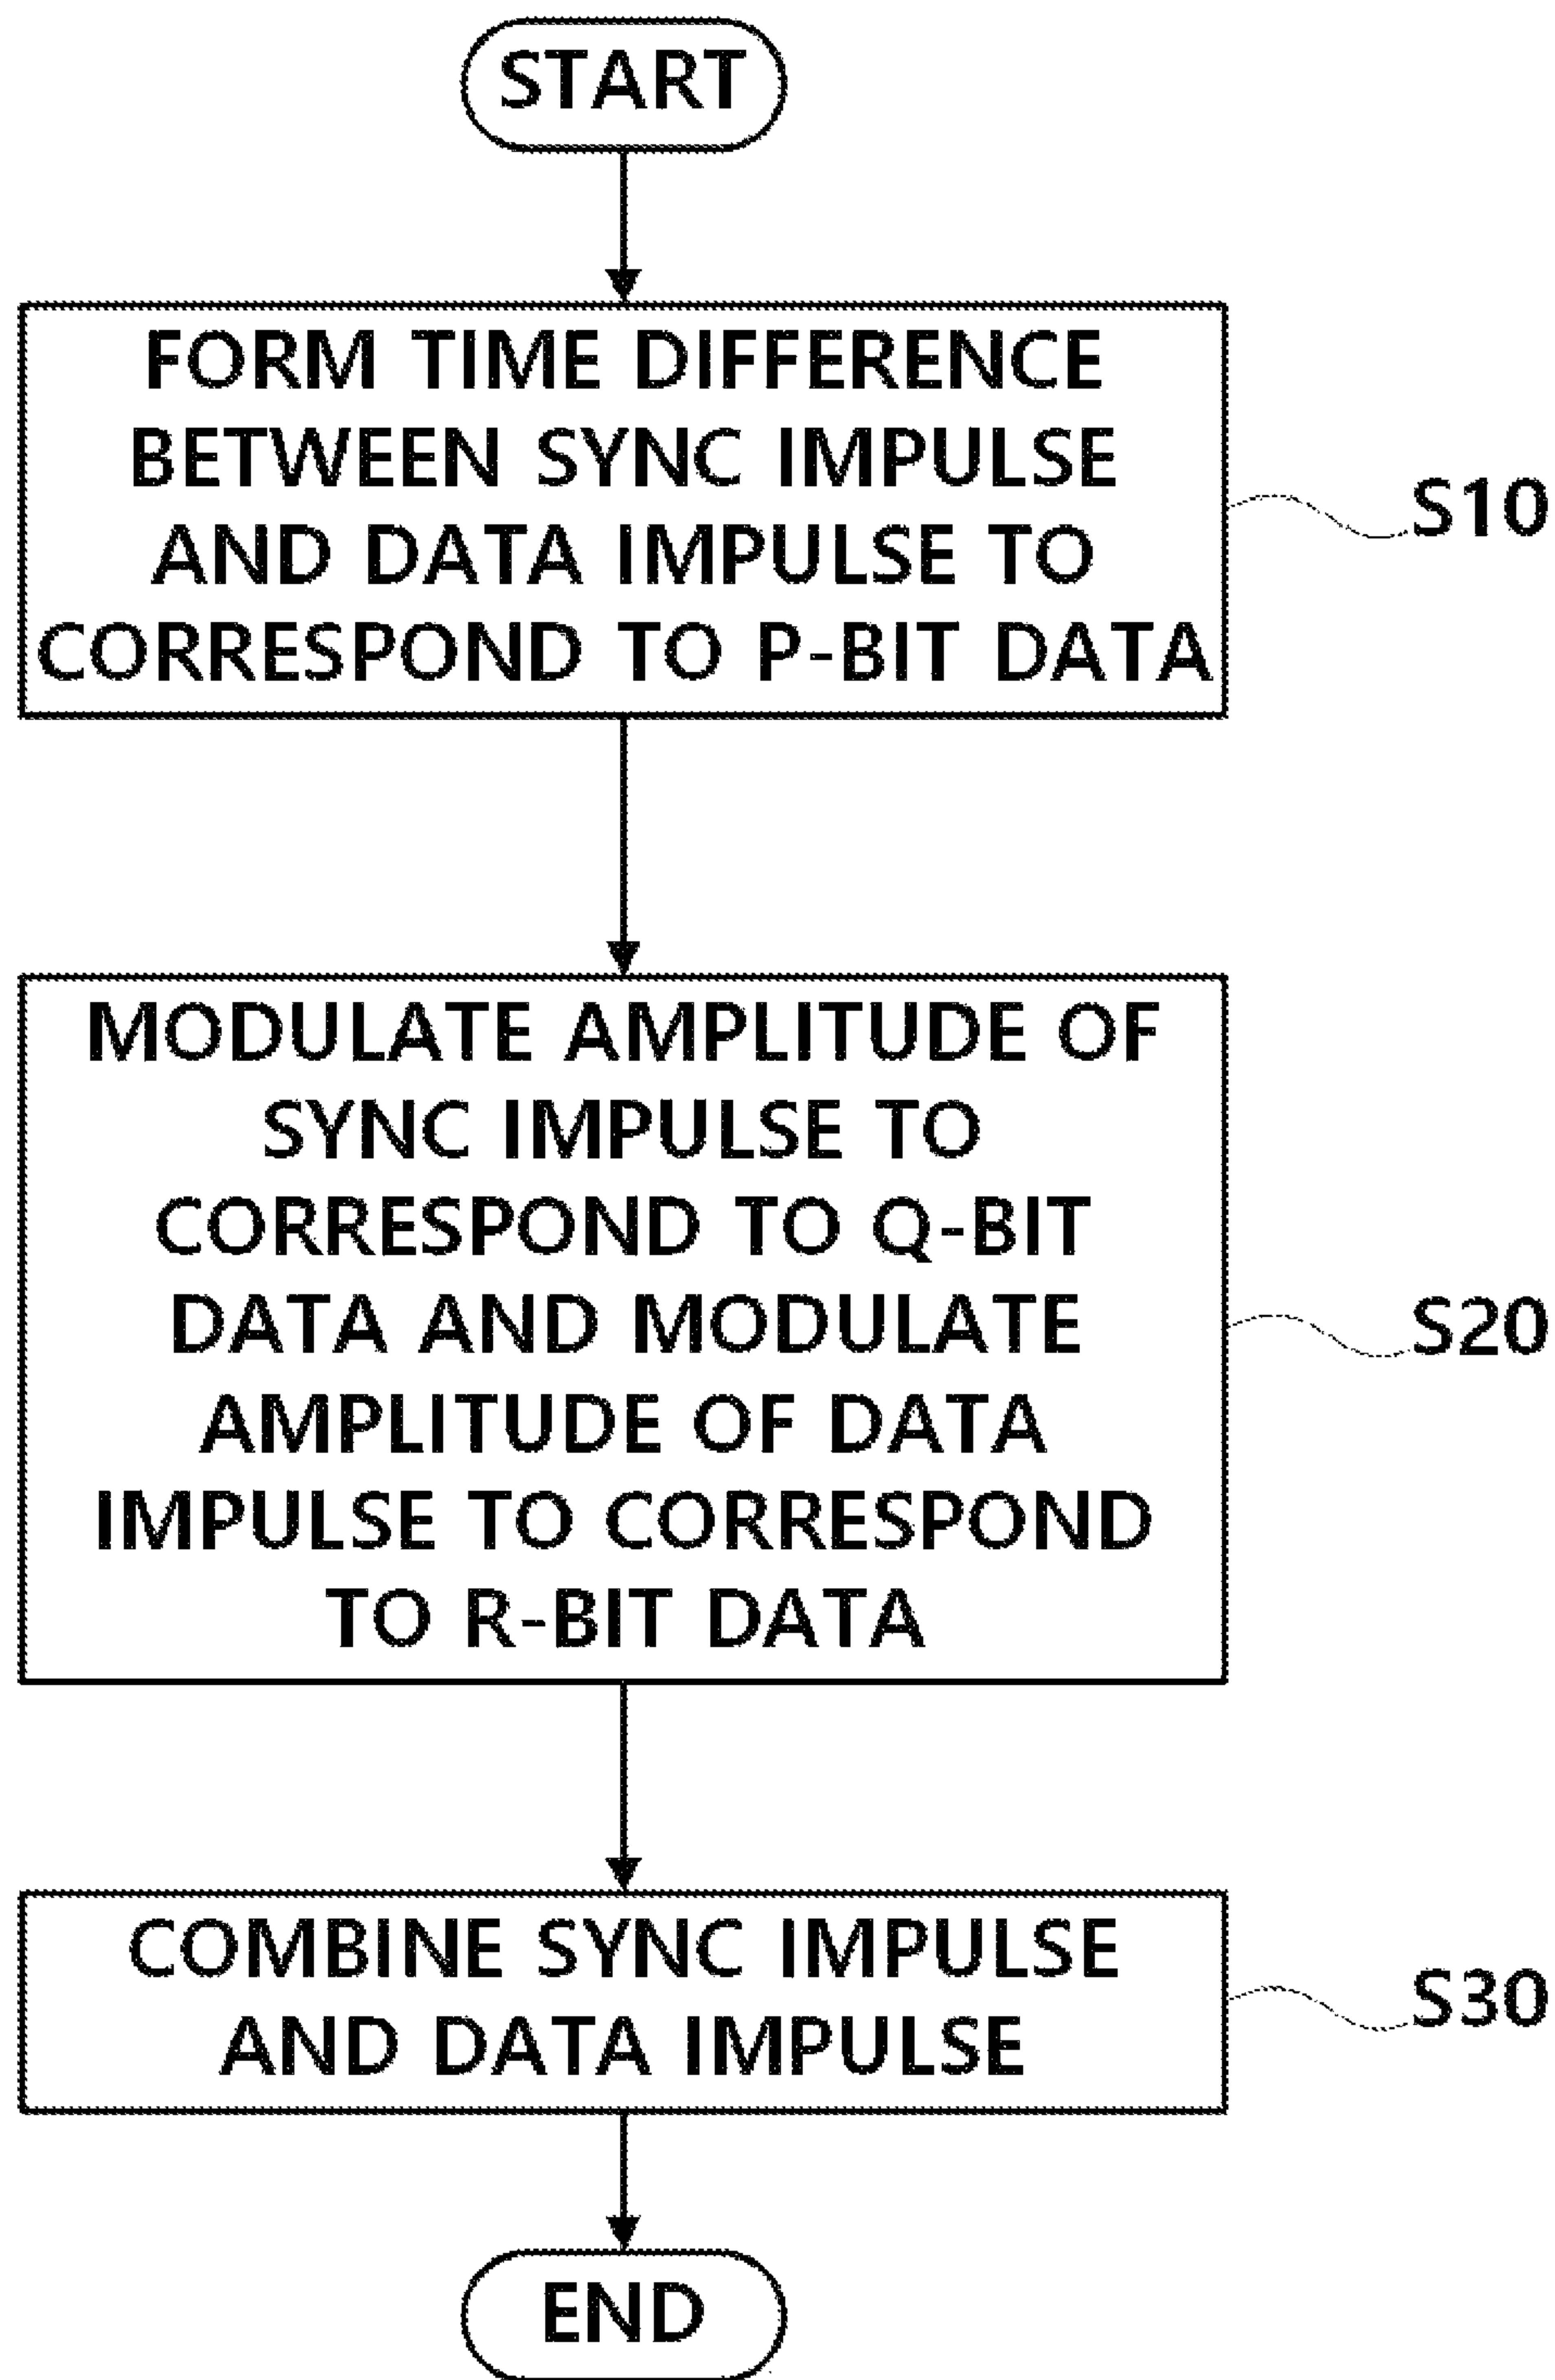 START
FORM TIME DIFFERENCE
BETWEEN SYNC IMPULSE
AND DATA IMPULSE TO
CORRESPOND TO P-BIT DATA
S10
MODULATE AMPLITUDE OF
SYNC IMPULSE TO
CORRESPOND TO Q-BIT
DATA AND MODULATE
AMPLITUDE OF DATA
IMPULSE TO CORRESPOND
TO R-BIT DATA
S20
COMBINE SYNC IMPULSE
AND DATA IMPULSE
S30
END